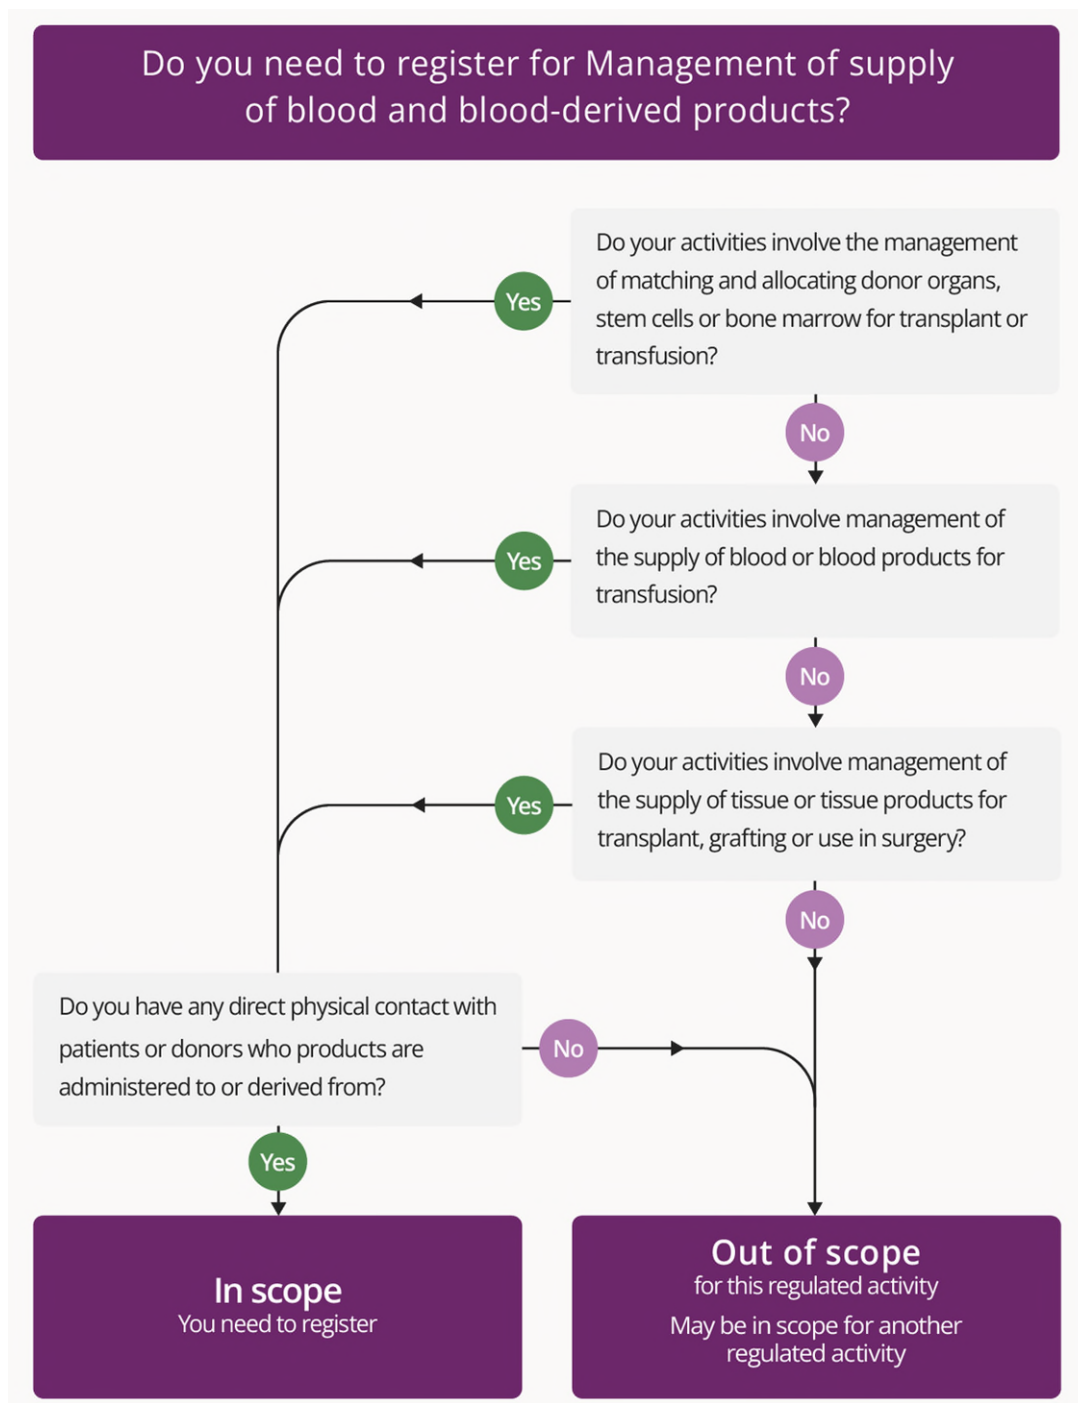 Do you need to register for Management of supply
of blood and blood-derived products?
Do your activities involve the management
of matching and allocating donor organs,
stem cells or bone marrow for transplant or
transfusion?
Yes
No
Do your activities involve management of
the supply of blood or blood products for
transfusion?
Yes
No
Do your activities involve management of
the supply of tissue or tissue products for
transplant, grafting or use in surgery?
Yes
No
Do you have any direct physical contact with
patients or donors who products are
administered to or derived from?
No
Yes
In scope
You need to register
Out of scope
for this regulated activity
May be in scope for another
regulated activity